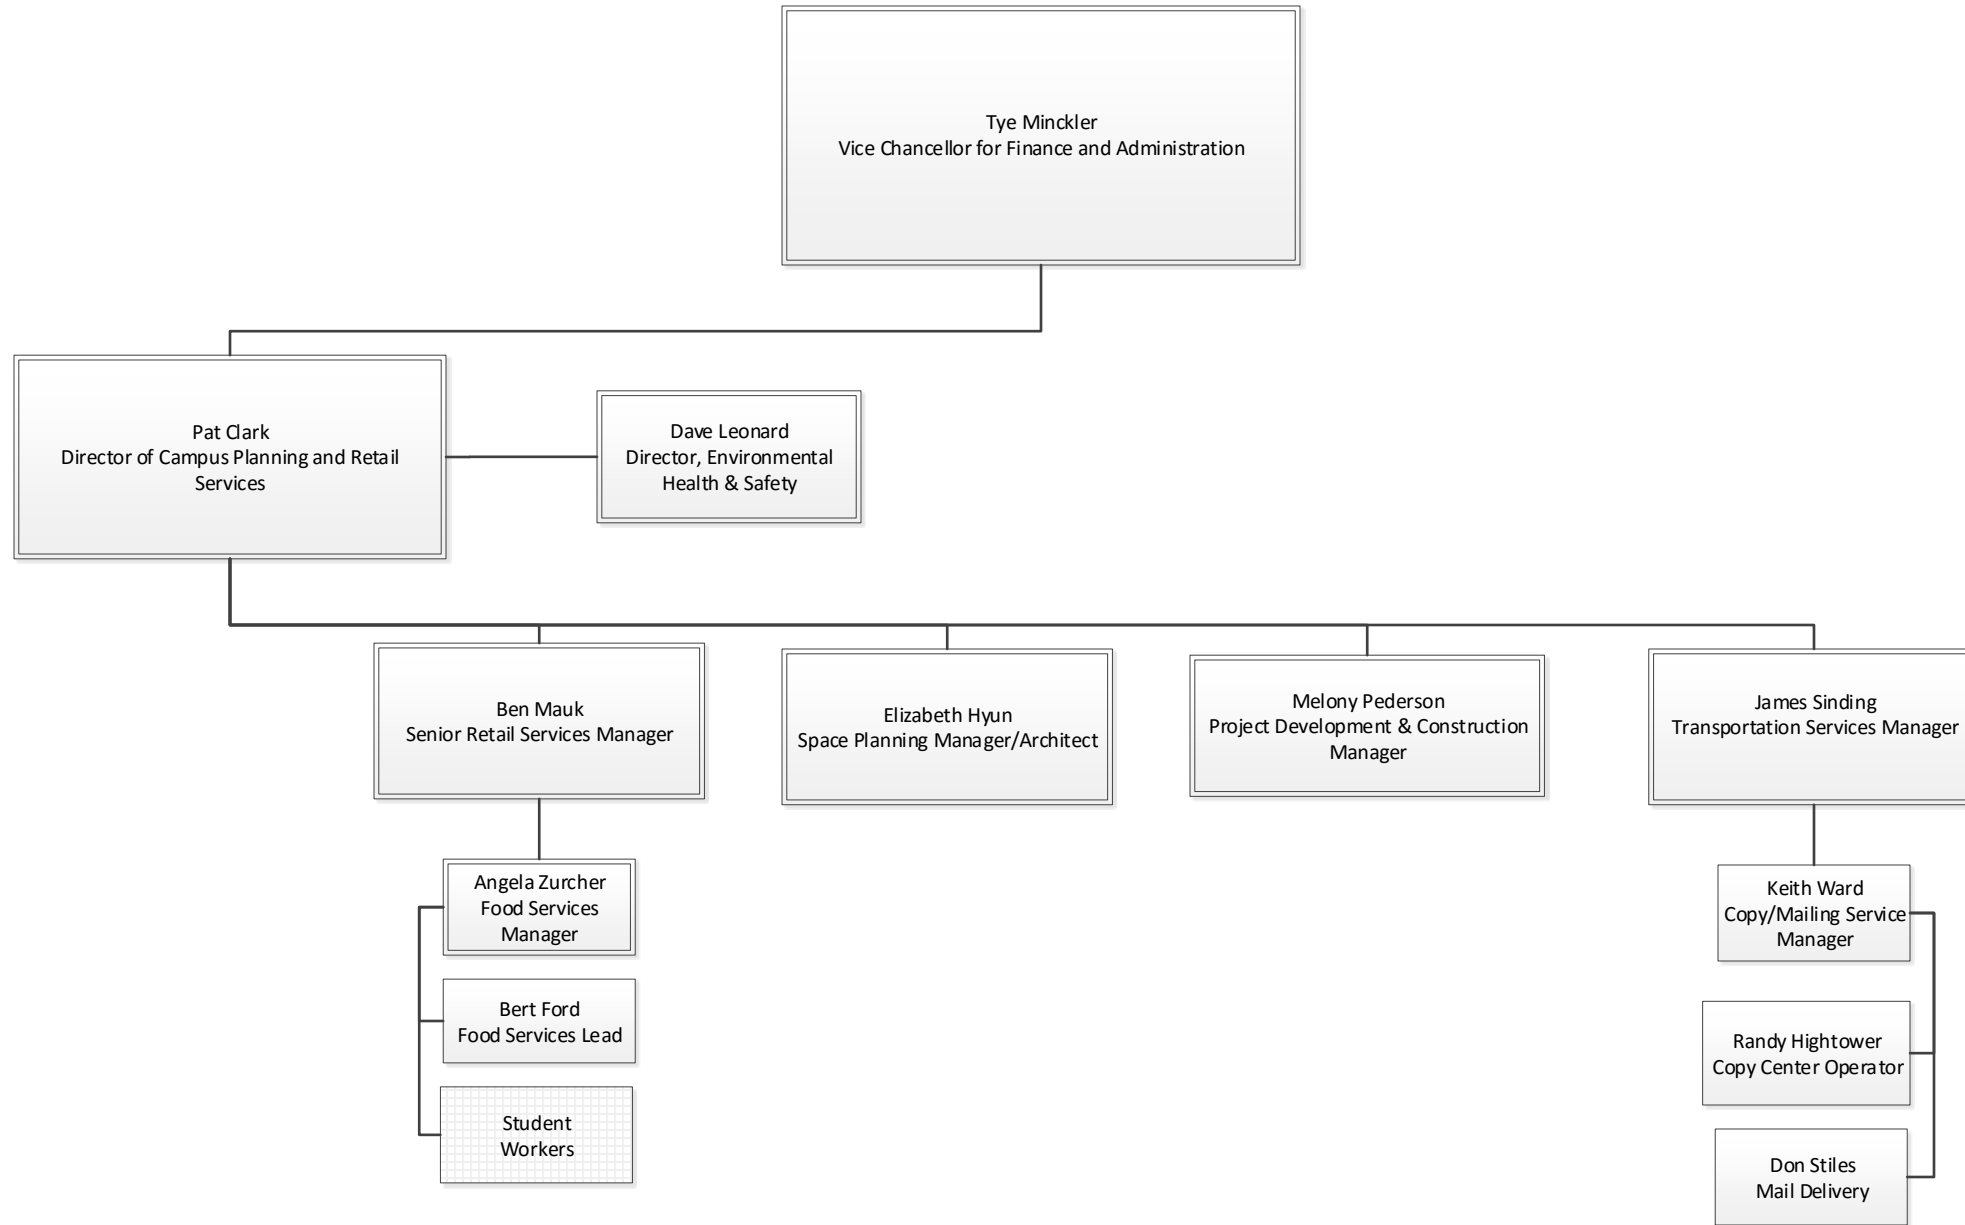 Tye Minckler
Vice Chancellor for Finance and Administration
Pat Clark
Director of Campus Planning and Retail
Services
Dave Leonard
Director, Environmental
Health & Safety
Ben Mauk
Senior Retail Services Manager
Elizabeth Hyun
Space Planning Manager/Architect
Melony Pederson
Project Development & Construction
Manager
James Sinding
Transportation Services Manager
Angela Zurcher
Food Services
Manager
Bert Ford
Food Services Lead
Student
Workers
Keith Ward
Copy/Mailing Service
Manager
Randy Hightower
Copy Center Operator
Don Stiles
Mail Delivery